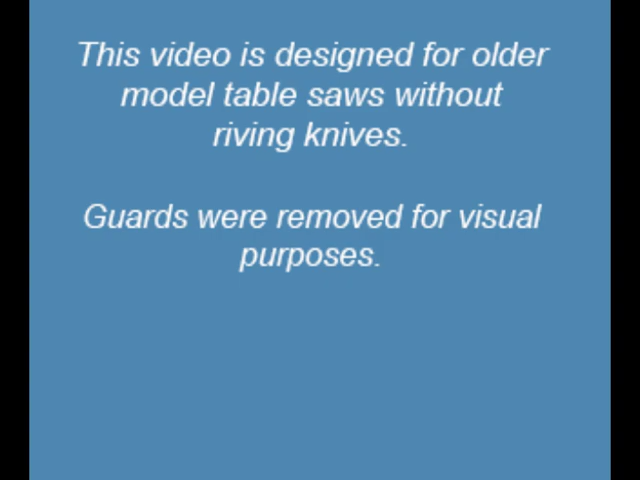 This video is designed for older
model table saws without
riving knives.
Guards were removed for visual
purposes.